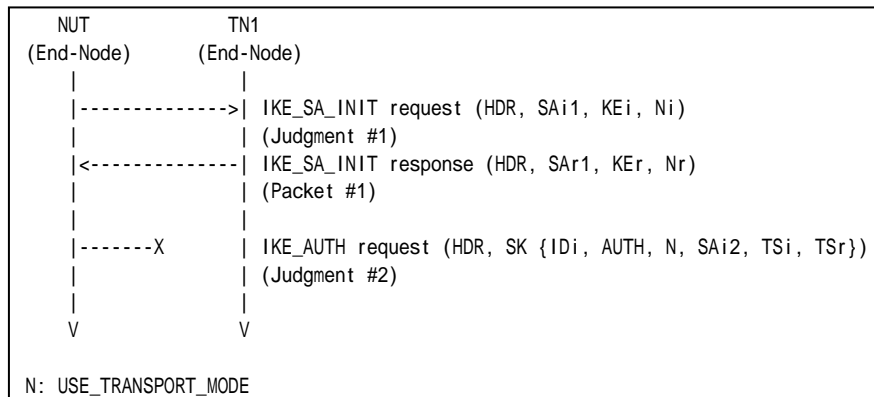 NUT TN1
(End-Node) (End-Node)
| |
|-------------->| IKE_SA_INIT request (HDR, SAi1, KEi, Ni)
| | (Judgment #1)
|<--------------| IKE_SA_INIT response (HDR, SAr1, KEr, Nr)
| | (Packet #1)
| |
|-------X | IKE_AUTH request (HDR, SK {IDi, AUTH, N, SAi2, TSi, TSr})
| | (Judgment #2)
| |
V V
N: USE_TRANSPORT_MODE